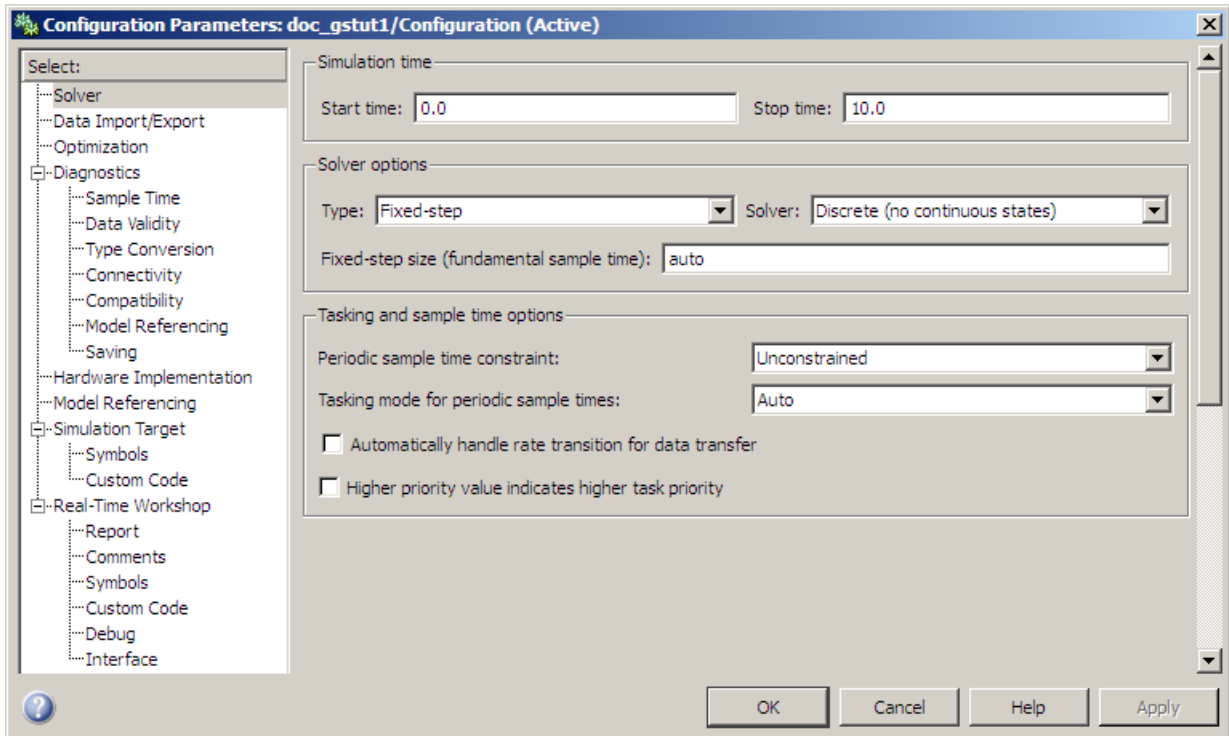 Configuration Parameters: doc_gstut1/Configuration (Active)
Select:
Solver
Data Import/Export
Optimization
Diagnostics
Sample Time
Data Validity
Type Conversion
Connectivity
Compatibility
Model Referencing
Saving
Hardware Implementation
Model Referencing
Simulation Target
Symbols
Custom Code
Real-Time Workshop
Report
Comments
Symbols
Custom Code
Debug
Interface
Simulation time
Start time: 0.0 Stop time: 10.0
Solver options
Type: Fixed-step Solver: Discrete (no continuous states)
Fixed-step size (fundamental sample time): auto
Tasking and sample time options
Periodic sample time constraint: Unconstrained
Tasking mode for periodic sample times: Auto
Automatically handle rate transition for data transfer
Higher priority value indicates higher task priority
? OK Cancel Help Apply